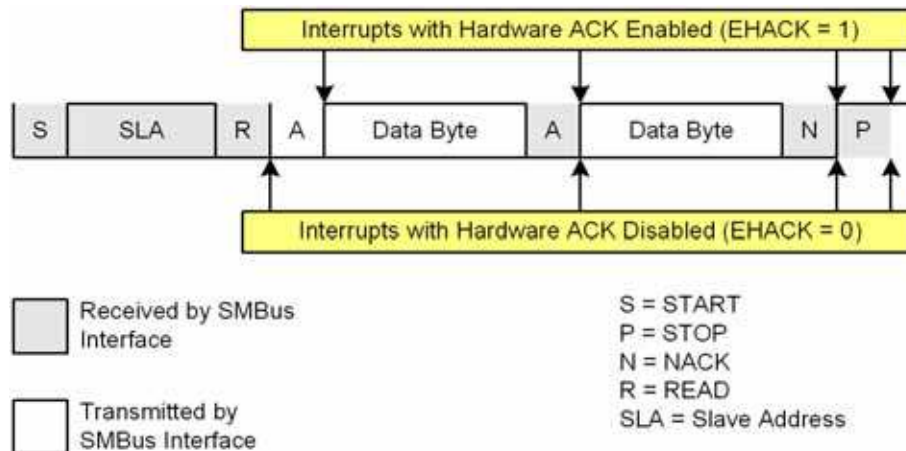 Interrupts with Hardware ACK Enabled (EHACK = 1)
S SLA R A Data Byte A Data Byte N P
Interrupts with Hardware ACK Disabled (EHACK = 0)
Received by SMBus
Interface
Transmitted by
SMBus Interface
S = START
P = STOP
N = NACK
R = READ
SLA = Slave Address